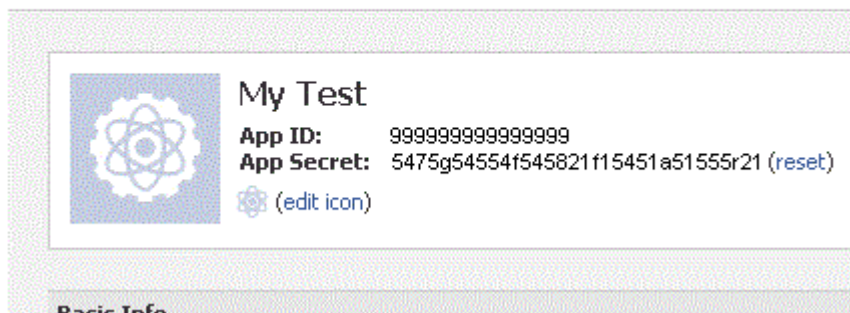 My Test
App ID: 999999999999999
App Secret: 5475g54554f545821f15451a51555r21 (reset)
(edit icon)
Basic Info